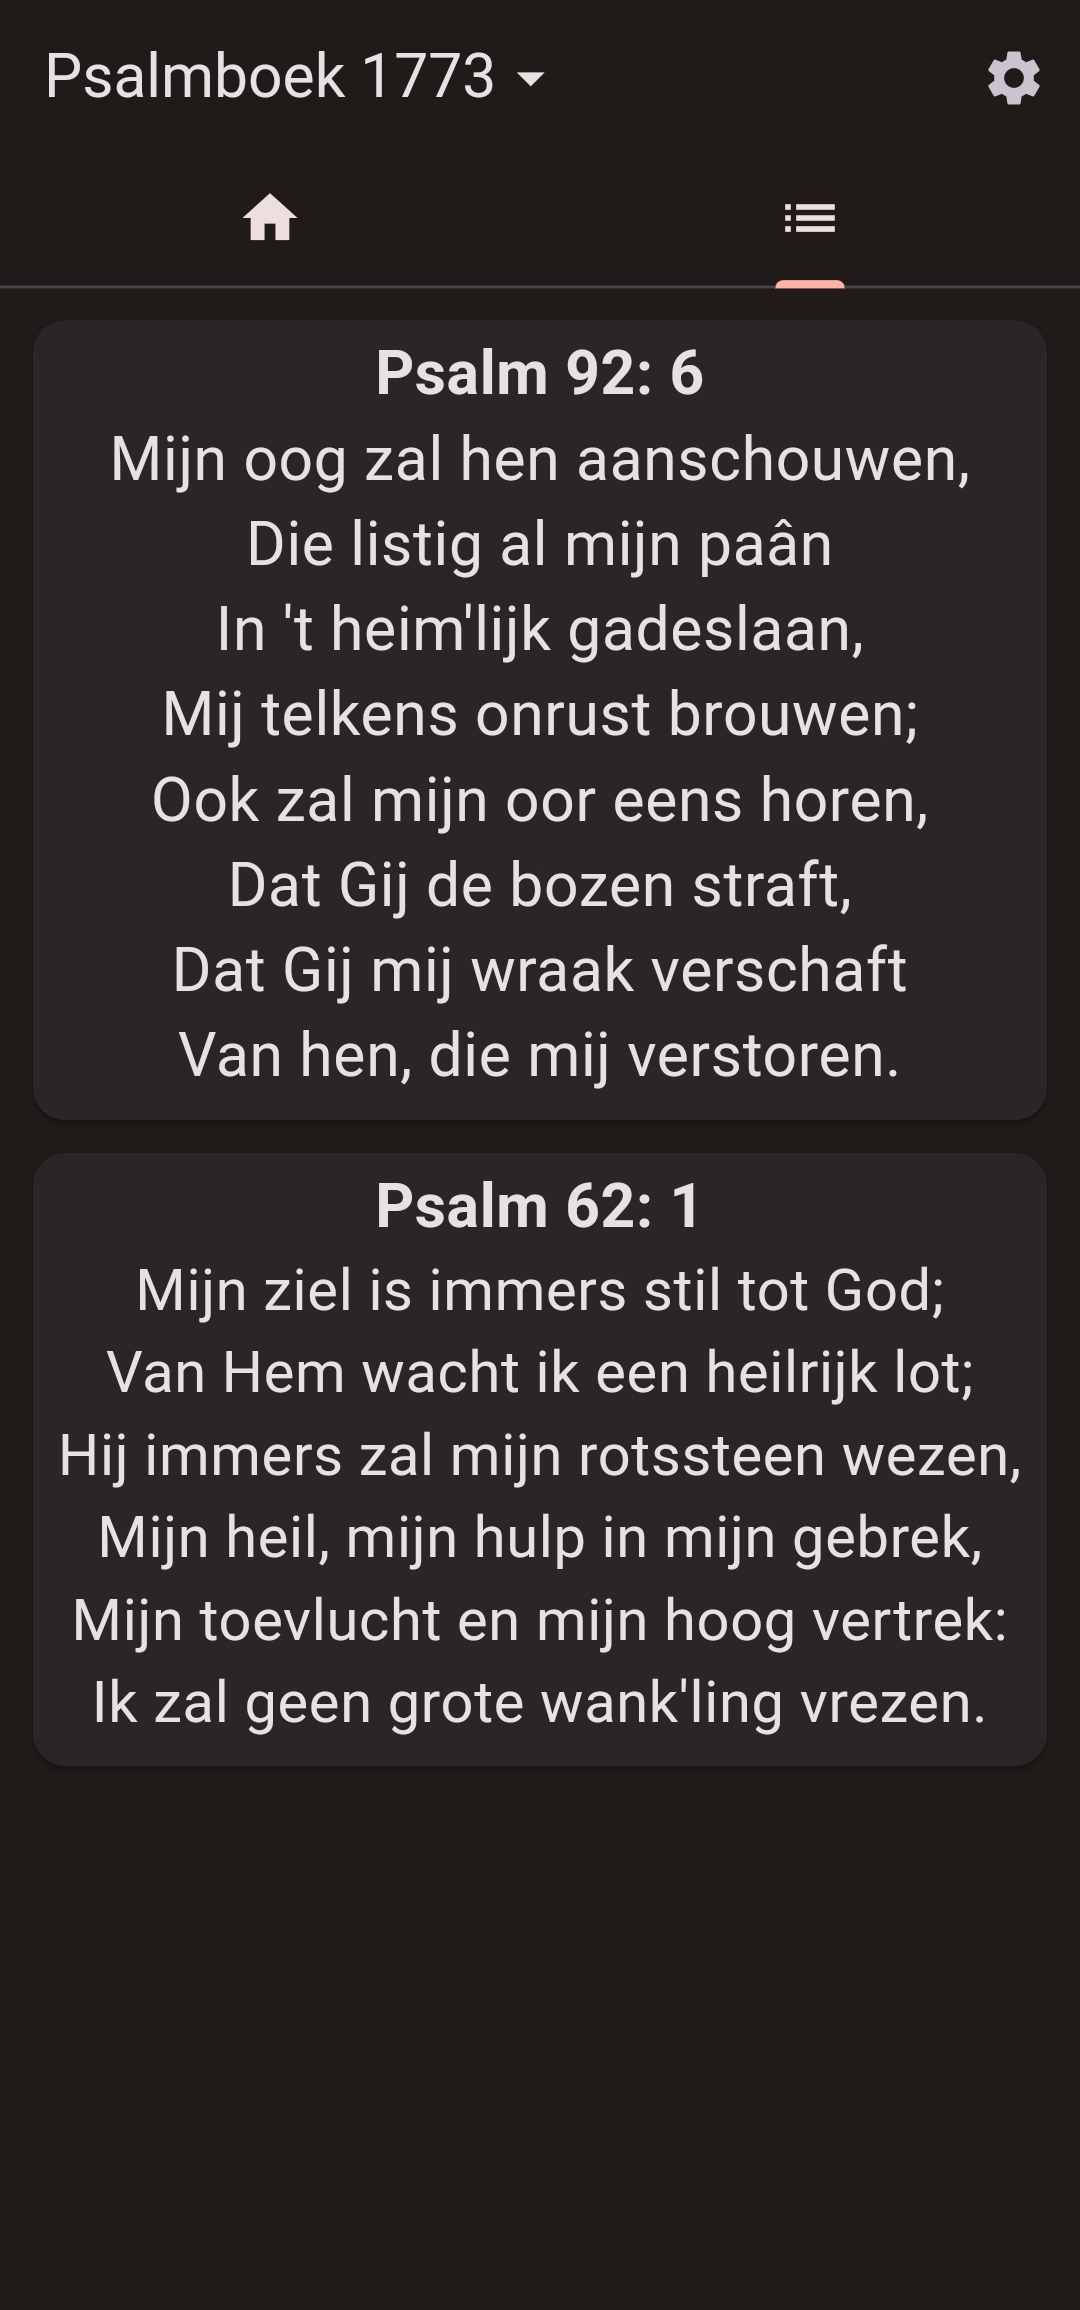 Psalmboek 1773
Psalm 92: 6
Mijn oog zal hen aanschouwen,
Die listig al mijn paân
In 't heim'lijk gadeslaan,
Mij telkens onrust brouwen;
Ook zal mijn oor eens horen,
Dat Gij de bozen straft,
Dat Gij mij wraak verschaft
Van hen, die mij verstoren.
Psalm 62: 1
Mijn ziel is immers stil tot God;
Van Hem wacht ik een heilrijk lot;
Hij immers zal mijn rotssteen wezen,
Mijn heil, mijn hulp in mijn gebrek,
Mijn toevlucht en mijn hoog vertrek:
Ik zal geen grote wank'ling vrezen.